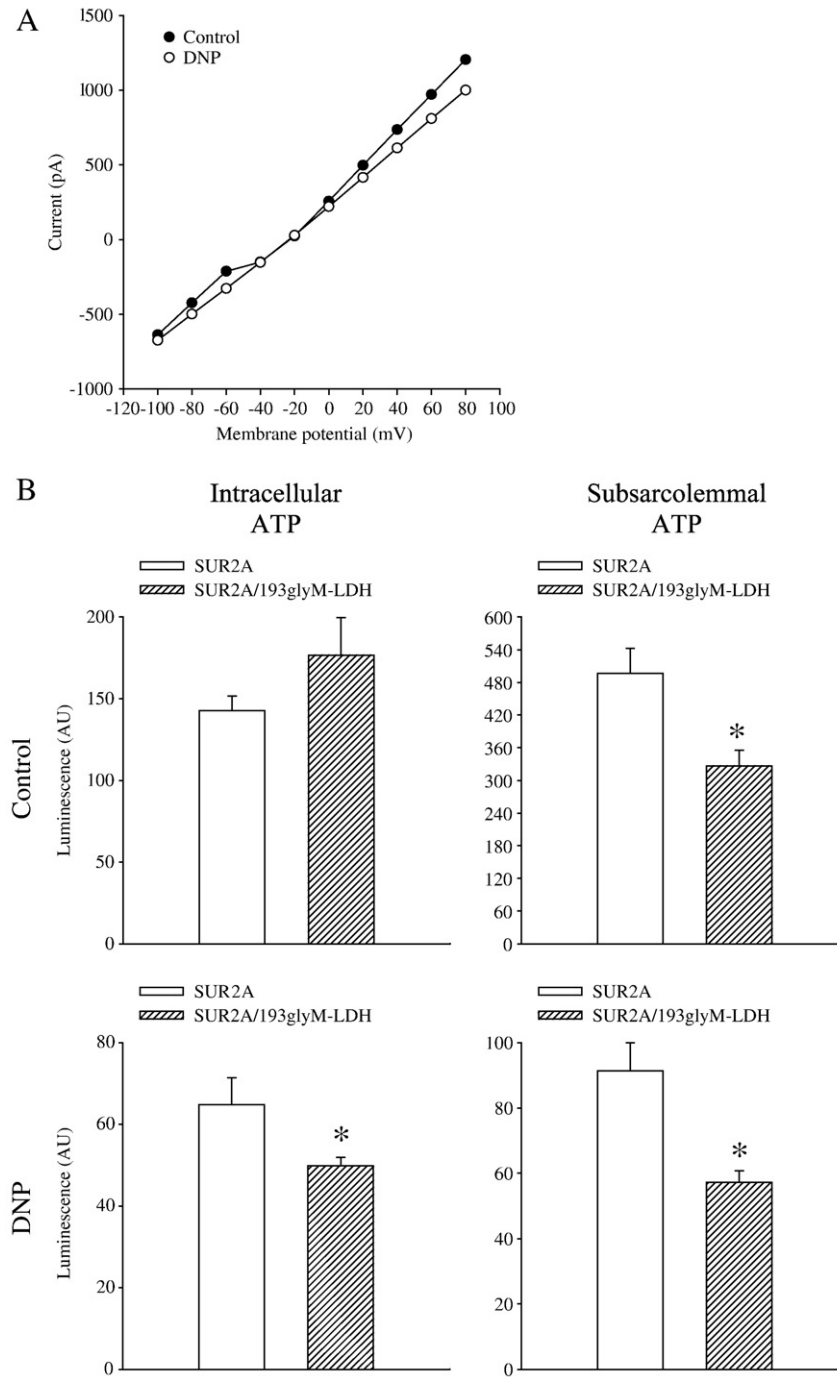 A
1500
1000
500
0
-500
-1000
Current (pA)
Control
DNP
-120-100 -80 -60 -40 -20 0 20 40 60 80 100
Membrane potential (mV)
B
Intracellular
ATP
Subsarcolemmal
ATP
Control
SUR2A
SUR2A/193glyM-LDH
200
150
100
50
0
Luminescence (AU)
SUR2A
SUR2A/193glyM-LDH
600
540
480
420
360
300
240
180
120
60
0
*
DNP
SUR2A
SUR2A/193glyM-LDH
80
60
40
20
0
Luminescence (AU)
*
SUR2A
SUR2A/193glyM-LDH
100
80
60
40
20
0
*